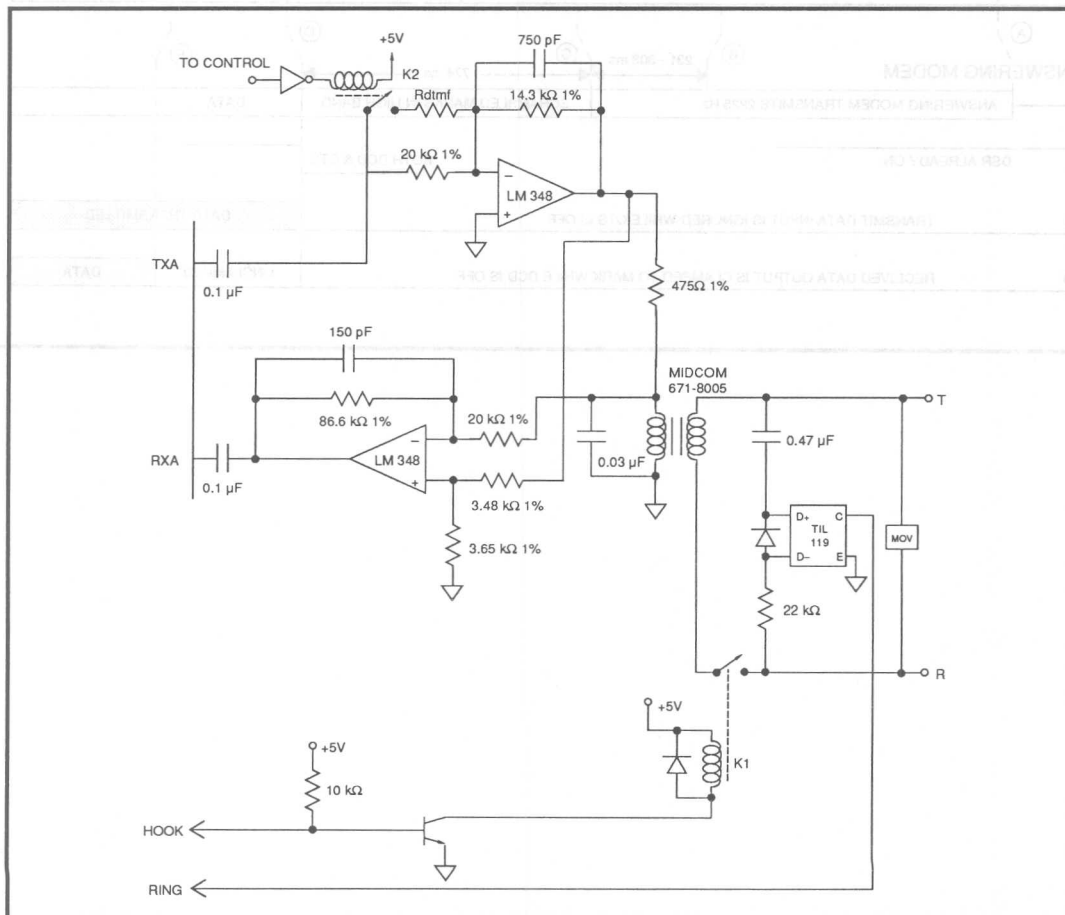 +5V
750 pF
TO CONTROL
K2
Rdtmf
14.3 kΩ 1%
20 kΩ 1%
−
LM 348
+
TXA
0.1 µF
475Ω 1%
150 pF
MIDCOM
671-8005
T
86.6 kΩ 1%
20 kΩ 1%
−
0.47 µF
RXA
LM 348
0.03 µF
0.1 µF
+
3.48 kΩ 1%
D+
C
TIL
119
MOV
3.65 kΩ 1%
D−
E
22 kΩ
R
+5V
K1
+5V
10 kΩ
HOOK
RING